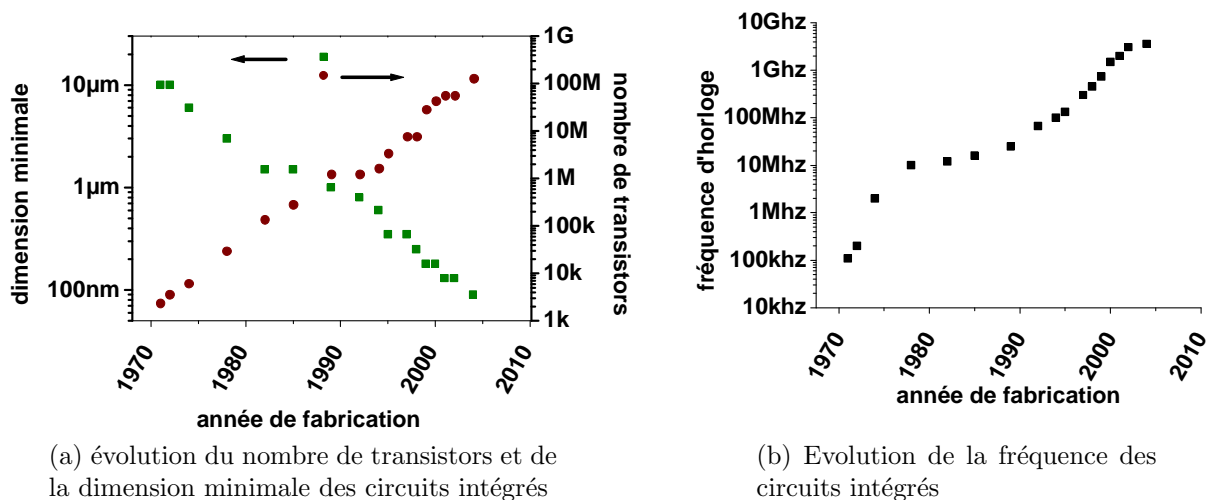 10µm
1µm
100nm
dimension minimale
1G
100M
10M
1M
100k
10k
1k
nombre de transistors
1970
1980
1990
2000
2010
année de fabrication
(a) évolution du nombre de transistors et de
la dimension minimale des circuits intégrés
10Ghz
1Ghz
100Mhz
10Mhz
1Mhz
100khz
10khz
fréquence d'horloge
1970
1980
1990
2000
2010
année de fabrication
(b) Evolution de la fréquence des
circuits intégrés